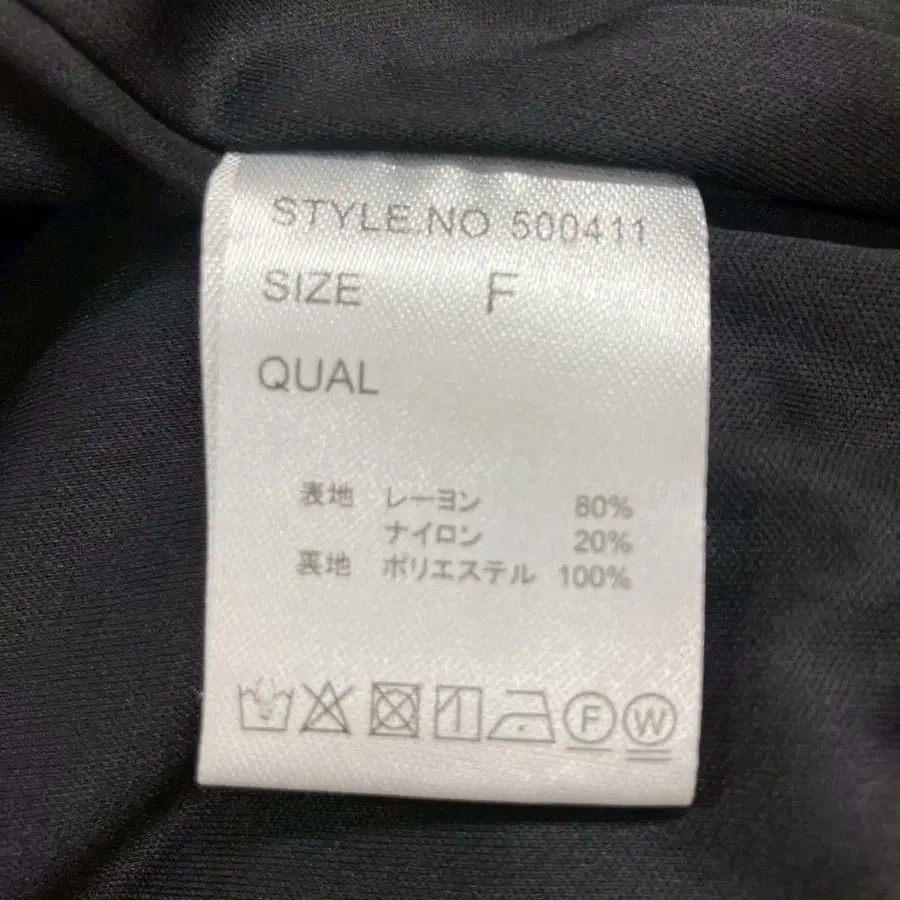 STYLE.NO 500411
SIZE F
QUAL
表地 レーヨン 80%
ナイロン 20%
裏地 ポリエステル 100%
F W